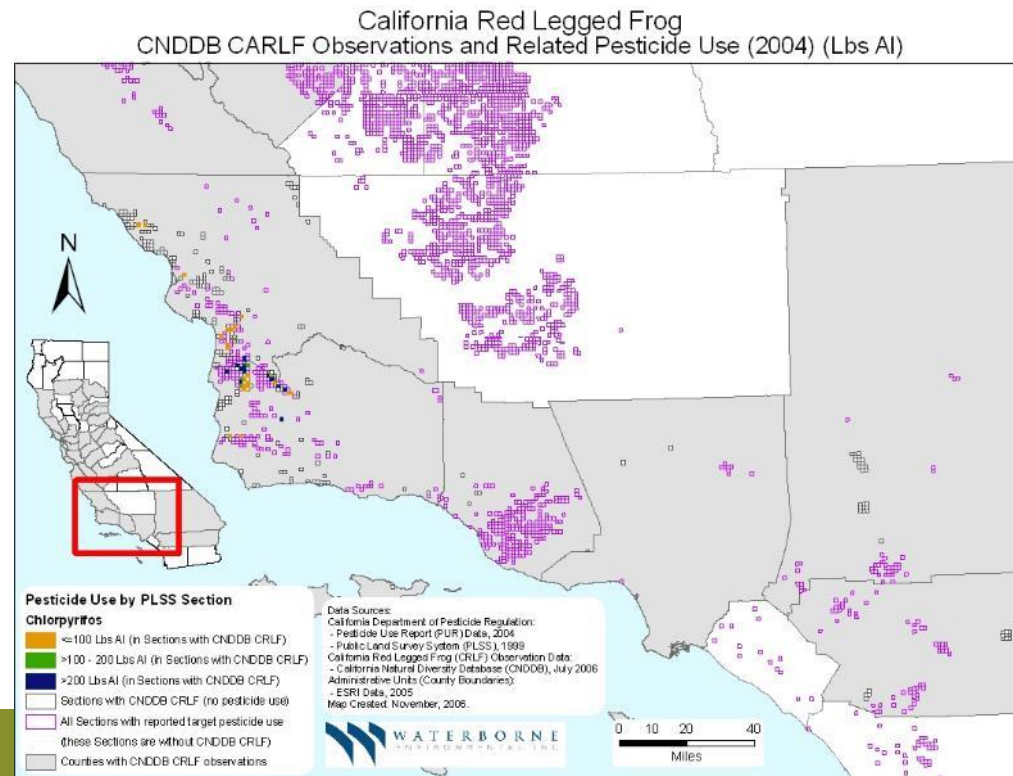 California Red Legged Frog
CNDDB CARLF Observations and Related Pesticide Use (2004) (Lbs AI)
N
Pesticide Use by PLSS Section
Chlorpyrifos
<=100 Lbs AI (in Sections with CNDDB CRLF)
>100 - 200 Lbs AI (in Sections with CNDDB CRLF)
>200 Lbs AI (in Sections with CNDDB CRLF)
Sections with CNDDB CRLF (no pesticide use)
All Sections with reported target pesticide use
(these Sections are without CNDDB CRLF)
Counties with CNDDB CRLF observations
Data Sources:
California Department of Pesticide Regulation:
- Pesticide Use Report (PUR) Data, 2004
- Public Land Survey System (PLSS), 1999
California Red Legged Frog (CRLF) Observation Data:
- California Natural Diversity Database (CNDDB), July 2006
Administrative Units (County Boundaries):
- ESRI Data, 2005
Map Created: November, 2006.
WATERBORNE
ENVIRONMENTAL, INC.
0 10 20 40 60
Miles